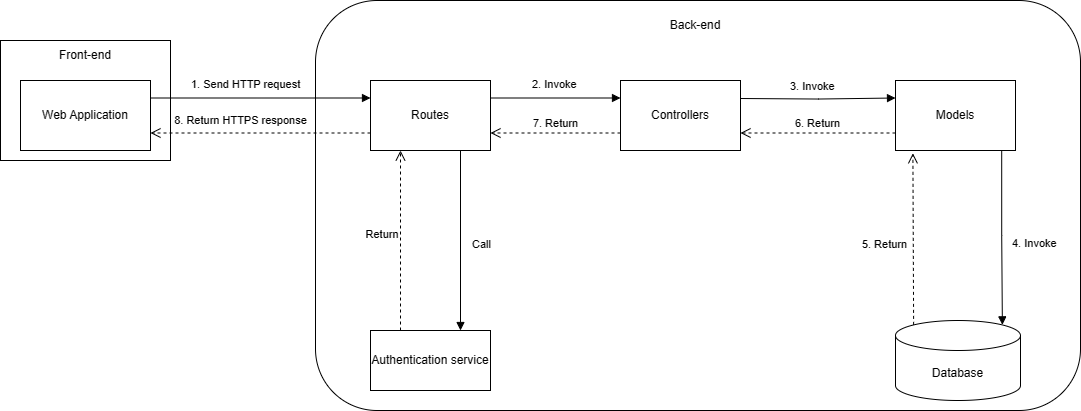 Back-end
Front-end
1. Send HTTP request
2. Invoke
3. Invoke
Web Application
Routes
Controllers
Models
8. Return HTTPS response
7. Return
6. Return
Return
Call
5. Return
4. Invoke
Authentication service
Database